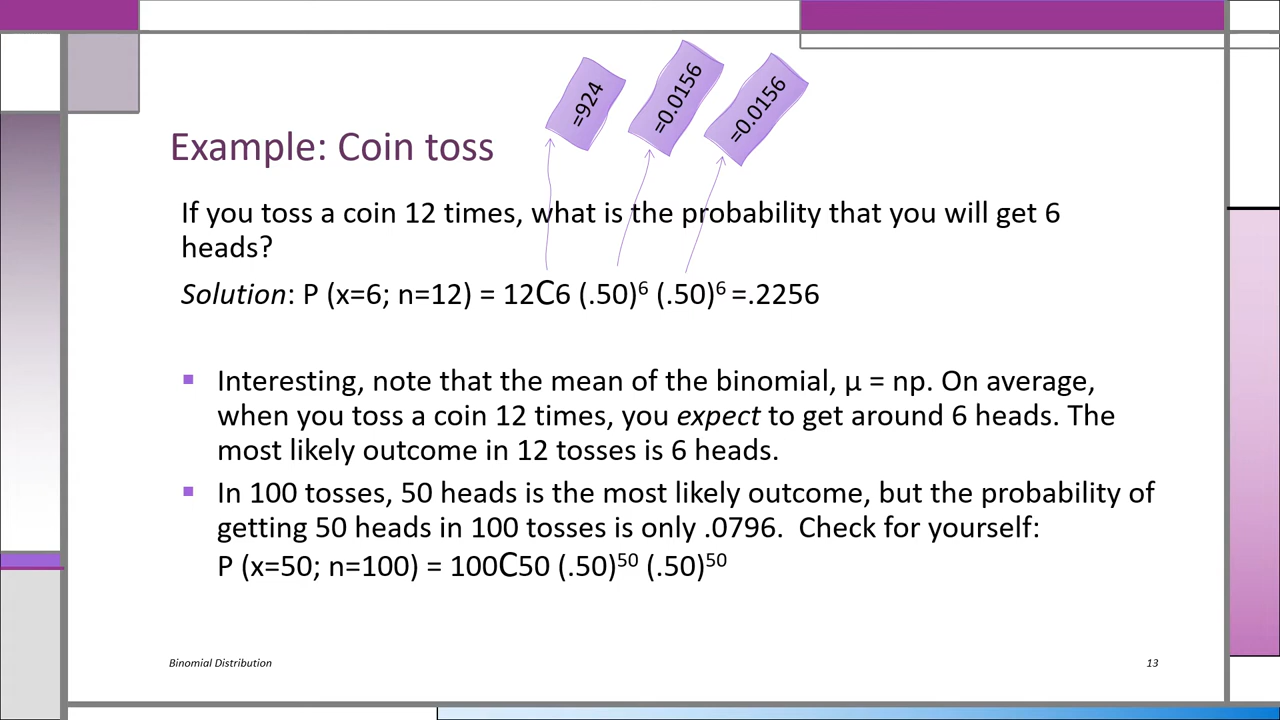 =924
=0.0156
=0.0156
Example: Coin toss
If you toss a coin 12 times, what is the probability that you will get 6
heads?
Solution: P (x=6; n=12) = 12C6 (.50)⁶ (.50)⁶ =.2256
▪ Interesting, note that the mean of the binomial, µ = np. On average,
when you toss a coin 12 times, you expect to get around 6 heads. The
most likely outcome in 12 tosses is 6 heads.
▪ In 100 tosses, 50 heads is the most likely outcome, but the probability of
getting 50 heads in 100 tosses is only .0796. Check for yourself:
P (x=50; n=100) = 100C50 (.50)⁵⁰ (.50)⁵⁰
Binomial Distribution
13